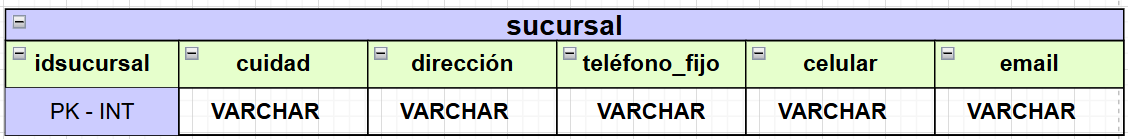 sucursal
idsucursal cuidad dirección teléfono_fijo celular email
PK - INT VARCHAR VARCHAR VARCHAR VARCHAR VARCHAR